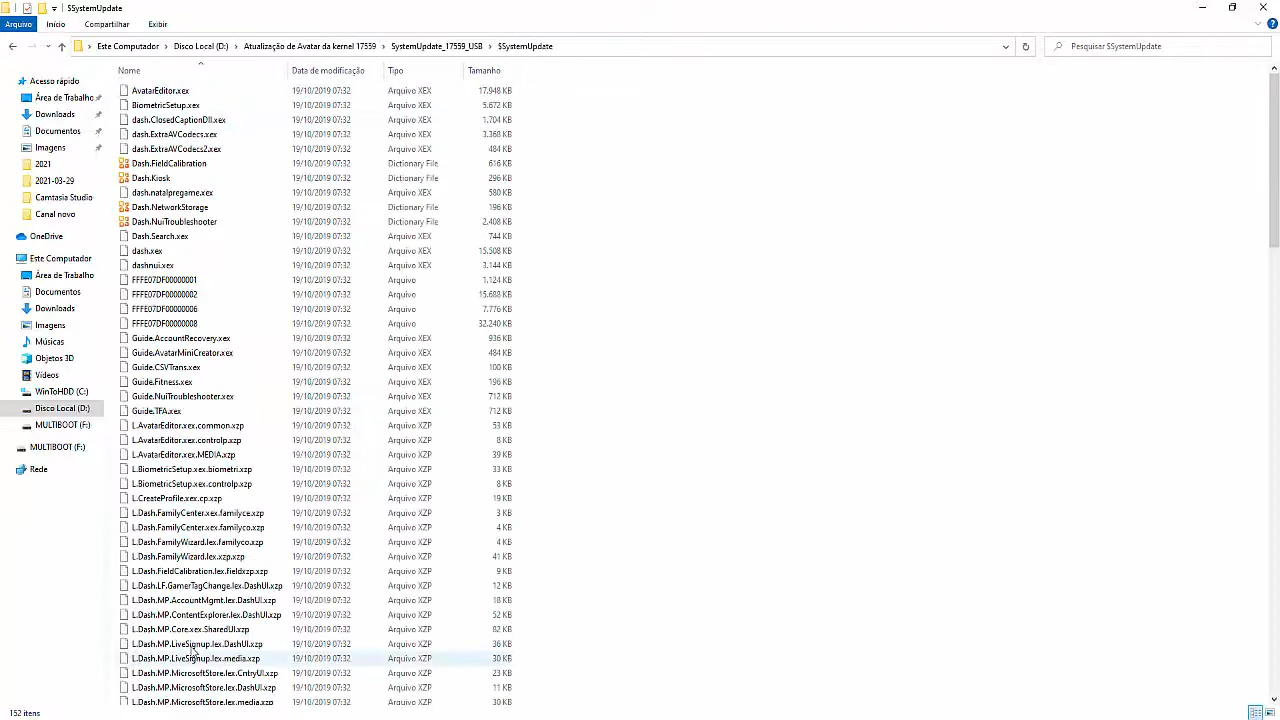 $SystemUpdate
Arquivo Início Compartilhar Exibir
Este Computador Disco Local (D:) Atualização de Avatar da kernel 17559 SystemUpdate_17559_USB $SystemUpdate Pesquisar $SystemUpdate
Nome Data de modificação Tipo Tamanho
Acesso rápido
Área de Trabalho
Downloads
Documentos
Imagens
2021
2021-03-29
Camtasia Studio
Canal novo
OneDrive
Este Computador
Área de Trabalho
Documentos
Downloads
Imagens
Músicas
Objetos 3D
Vídeos
WinToHDD (C:)
Disco Local (D:)
MULTIBOOT (F:)
MULTIBOOT (F:)
Rede
AvatarEditor.xex 19/10/2019 07:32 Arquivo XEX 17.948 KB
BiometricSetup.xex 19/10/2019 07:32 Arquivo XEX 5.672 KB
dash.ClosedCaptionDll.xex 19/10/2019 07:32 Arquivo XEX 1.704 KB
dash.ExtraAVCodecs.xex 19/10/2019 07:32 Arquivo XEX 3.368 KB
dash.ExtraAVCodecs2.xex 19/10/2019 07:32 Arquivo XEX 484 KB
Dash.FieldCalibration 19/10/2019 07:32 Dictionary File 616 KB
Dash.Kiosk 19/10/2019 07:32 Dictionary File 296 KB
dash.natalpregame.xex 19/10/2019 07:32 Arquivo XEX 580 KB
Dash.NetworkStorage 19/10/2019 07:32 Dictionary File 196 KB
Dash.NuiTroubleshooter 19/10/2019 07:32 Dictionary File 2.408 KB
Dash.Search.xex 19/10/2019 07:32 Arquivo XEX 744 KB
dash.xex 19/10/2019 07:32 Arquivo XEX 15.508 KB
dashnui.xex 19/10/2019 07:32 Arquivo XEX 3.144 KB
FFFE07DF00000001 19/10/2019 07:32 Arquivo 1.124 KB
FFFE07DF00000002 19/10/2019 07:32 Arquivo 15.688 KB
FFFE07DF00000006 19/10/2019 07:32 Arquivo 7.776 KB
FFFE07DF00000008 19/10/2019 07:32 Arquivo 32.240 KB
Guide.AccountRecovery.xex 19/10/2019 07:32 Arquivo XEX 936 KB
Guide.AvatarMiniCreator.xex 19/10/2019 07:32 Arquivo XEX 484 KB
Guide.CSVTrans.xex 19/10/2019 07:32 Arquivo XEX 100 KB
Guide.Fitness.xex 19/10/2019 07:32 Arquivo XEX 196 KB
Guide.NuiTroubleshooter.xex 19/10/2019 07:32 Arquivo XEX 712 KB
Guide.TFA.xex 19/10/2019 07:32 Arquivo XEX 712 KB
L.AvatarEditor.xex.common.xzp 19/10/2019 07:32 Arquivo XZP 53 KB
L.AvatarEditor.xex.controlp.xzp 19/10/2019 07:32 Arquivo XZP 8 KB
L.AvatarEditor.xex.MEDIA.xzp 19/10/2019 07:32 Arquivo XZP 39 KB
L.BiometricSetup.xex.biometri.xzp 19/10/2019 07:32 Arquivo XZP 33 KB
L.BiometricSetup.xex.controlp.xzp 19/10/2019 07:32 Arquivo XZP 8 KB
L.CreateProfile.xex.cp.xzp 19/10/2019 07:32 Arquivo XZP 19 KB
L.Dash.FamilyCenter.xex.familyce.xzp 19/10/2019 07:32 Arquivo XZP 3 KB
L.Dash.FamilyCenter.xex.familyco.xzp 19/10/2019 07:32 Arquivo XZP 4 KB
L.Dash.FamilyWizard.lex.familyco.xzp 19/10/2019 07:32 Arquivo XZP 4 KB
L.Dash.FamilyWizard.lex.xzp.xzp 19/10/2019 07:32 Arquivo XZP 41 KB
L.Dash.FieldCalibration.lex.fieldxzp.xzp 19/10/2019 07:32 Arquivo XZP 9 KB
L.Dash.LF.GamerTagChange.lex.DashUI.xzp 19/10/2019 07:32 Arquivo XZP 12 KB
L.Dash.MP.AccountMgmt.lex.DashUI.xzp 19/10/2019 07:32 Arquivo XZP 18 KB
L.Dash.MP.ContentExplorer.lex.DashUI.xzp 19/10/2019 07:32 Arquivo XZP 52 KB
L.Dash.MP.Core.xex.SharedUI.xzp 19/10/2019 07:32 Arquivo XZP 82 KB
L.Dash.MP.LiveSignup.lex.DashUI.xzp 19/10/2019 07:32 Arquivo XZP 36 KB
L.Dash.MP.LiveSignup.lex.media.xzp 19/10/2019 07:32 Arquivo XZP 30 KB
L.Dash.MP.MicrosoftStore.lex.CntryUI.xzp 19/10/2019 07:32 Arquivo XZP 23 KB
L.Dash.MP.MicrosoftStore.lex.DashUI.xzp 19/10/2019 07:32 Arquivo XZP 11 KB
L.Dash.MP.MicrosoftStore.lex.media.xzp 19/10/2019 07:32 Arquivo XZP 30 KB
152 itens